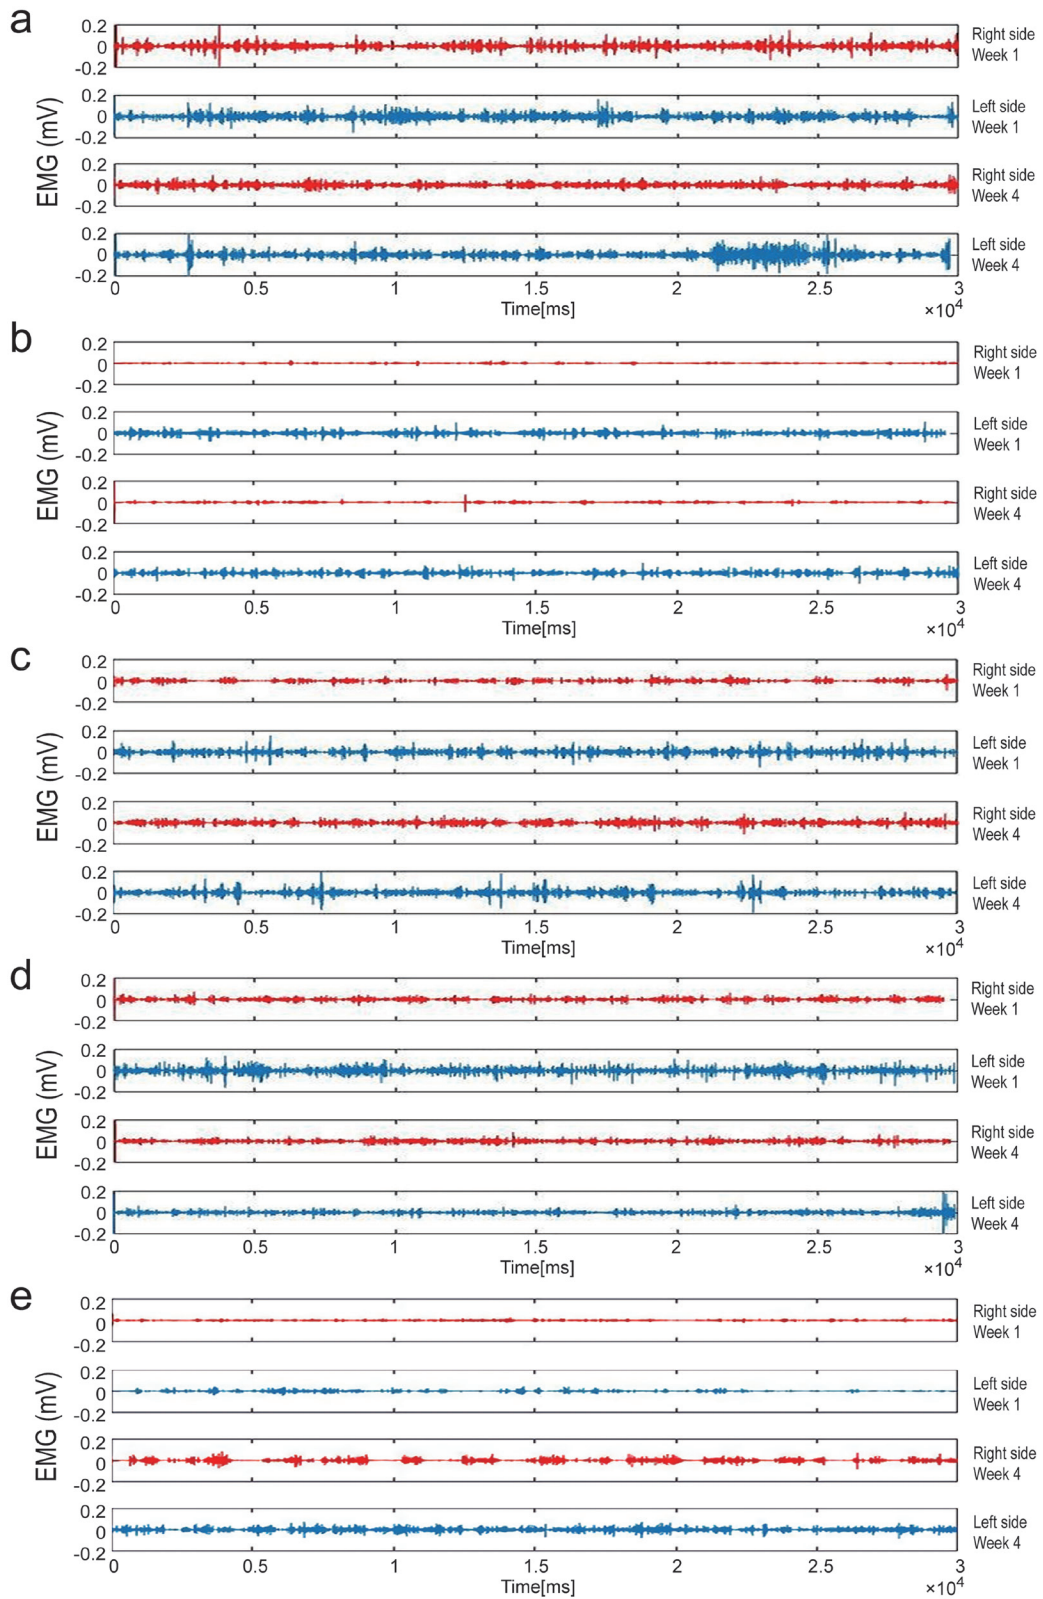 a
EMG (mV)
0.2
0
-0.2
Right side
Week 1
0.2
0
-0.2
Left side
Week 1
0.2
0
-0.2
Right side
Week 4
0.2
0
-0.2
Left side
Week 4
0 0.5 1 1.5 2 2.5 3
Time[ms]
×10⁴
b
EMG (mV)
0.2
0
-0.2
Right side
Week 1
0.2
0
-0.2
Left side
Week 1
0.2
0
-0.2
Right side
Week 4
0.2
0
-0.2
Left side
Week 4
0 0.5 1 1.5 2 2.5 3
Time[ms]
×10⁴
c
EMG (mV)
0.2
0
-0.2
Right side
Week 1
0.2
0
-0.2
Left side
Week 1
0.2
0
-0.2
Right side
Week 4
0.2
0
-0.2
Left side
Week 4
0 0.5 1 1.5 2 2.5 3
Time[ms]
×10⁴
d
EMG (mV)
0.2
0
-0.2
Right side
Week 1
0.2
0
-0.2
Left side
Week 1
0.2
0
-0.2
Right side
Week 4
0.2
0
-0.2
Left side
Week 4
0 0.5 1 1.5 2 2.5 3
Time[ms]
×10⁴
e
EMG (mV)
0.2
0
-0.2
Right side
Week 1
0.2
0
-0.2
Left side
Week 1
0.2
0
-0.2
Right side
Week 4
0.2
0
-0.2
Left side
Week 4
0 0.5 1 1.5 2 2.5 3
Time[ms]
×10⁴